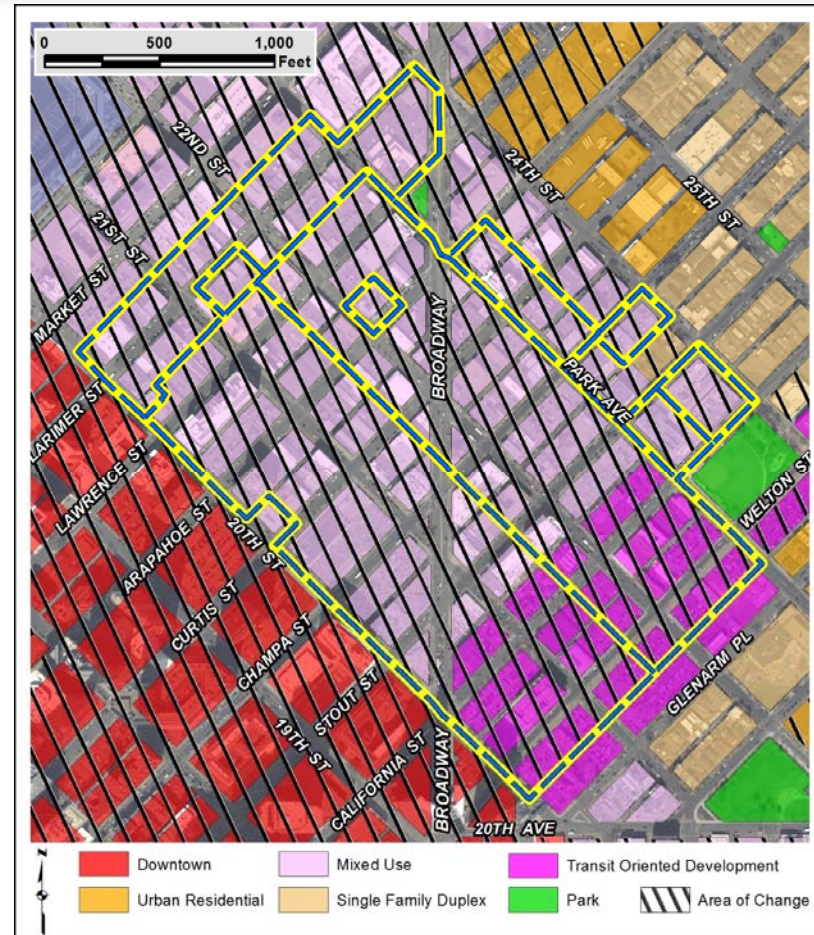 0 500 1,000
Feet
22ND ST
24TH ST
25TH ST
21ST ST
MARKET ST
BROADWAY
PARK AVE
LARIMER ST
LAWRENCE ST
WELTON ST
ARAPAHOE ST
20TH ST
CURTIS ST
CHAMPA ST
GLENARM PL
STOUT ST
19TH ST
CALIFORNIA ST
BROADWAY
20TH AVE
N
Downtown
Mixed Use
Transit Oriented Development
Urban Residential
Single Family Duplex
Park
Area of Change